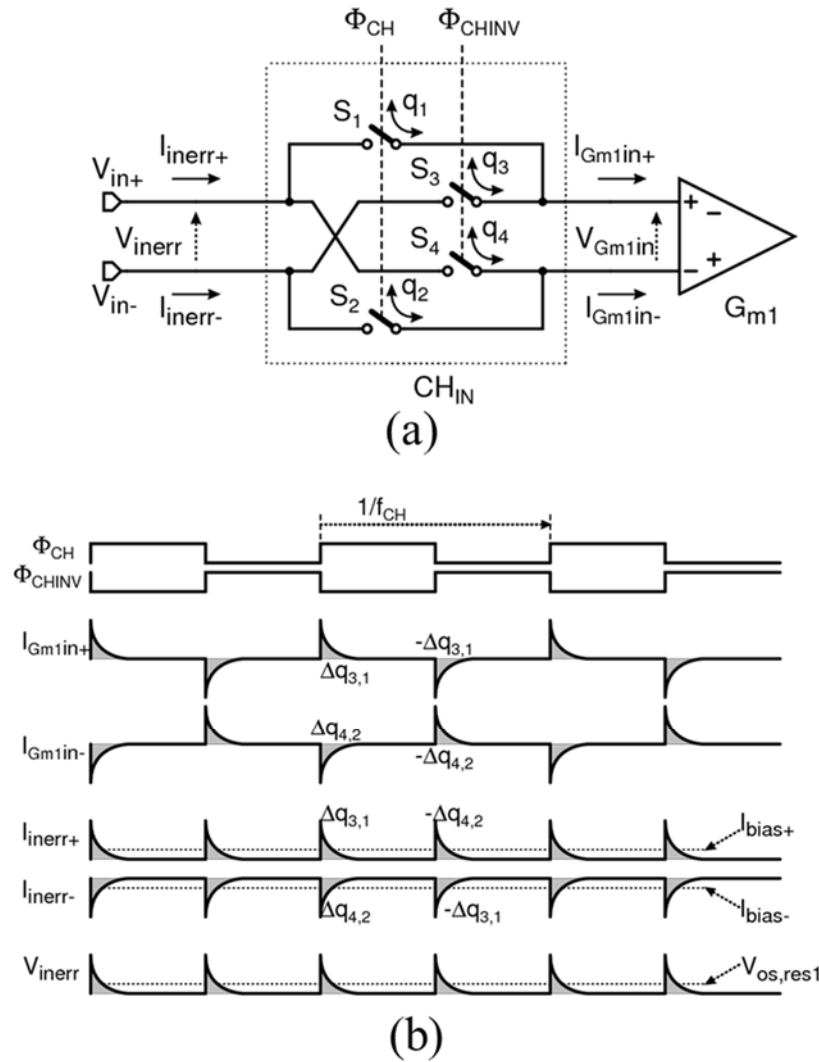 Φ_CH Φ_CHINV
S_1 q_1
I_inerr+ S_3 q_3 I_Gm1in+
V_in+ + −
V_inerr S_4 q_4 V_Gm1in
V_in- − +
I_inerr- S_2 q_2 I_Gm1in- G_m1
CH_IN
(a)
1/f_CH
Φ_CH
Φ_CHINV
I_Gm1in+ Δq_3,1 -Δq_3,1
I_Gm1in- Δq_4,2 -Δq_4,2
I_inerr+ Δq_3,1 -Δq_4,2 I_bias+
I_inerr- Δq_4,2 -Δq_3,1 I_bias-
V_inerr V_os,res1
(b)